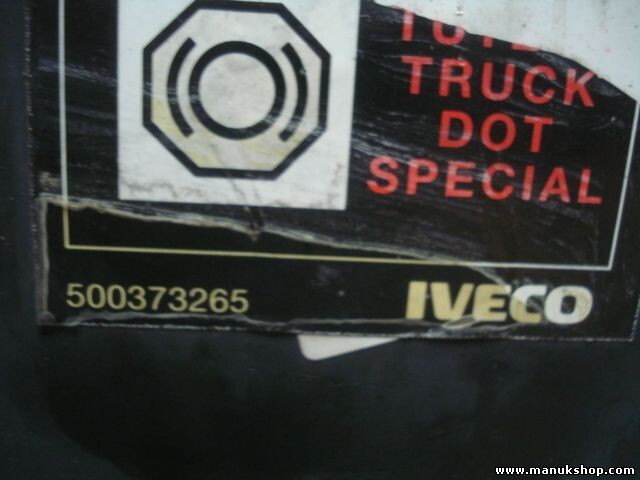 TRUCK
DOT
SPECIAL
500373265
IVECO
www.manukshop.com